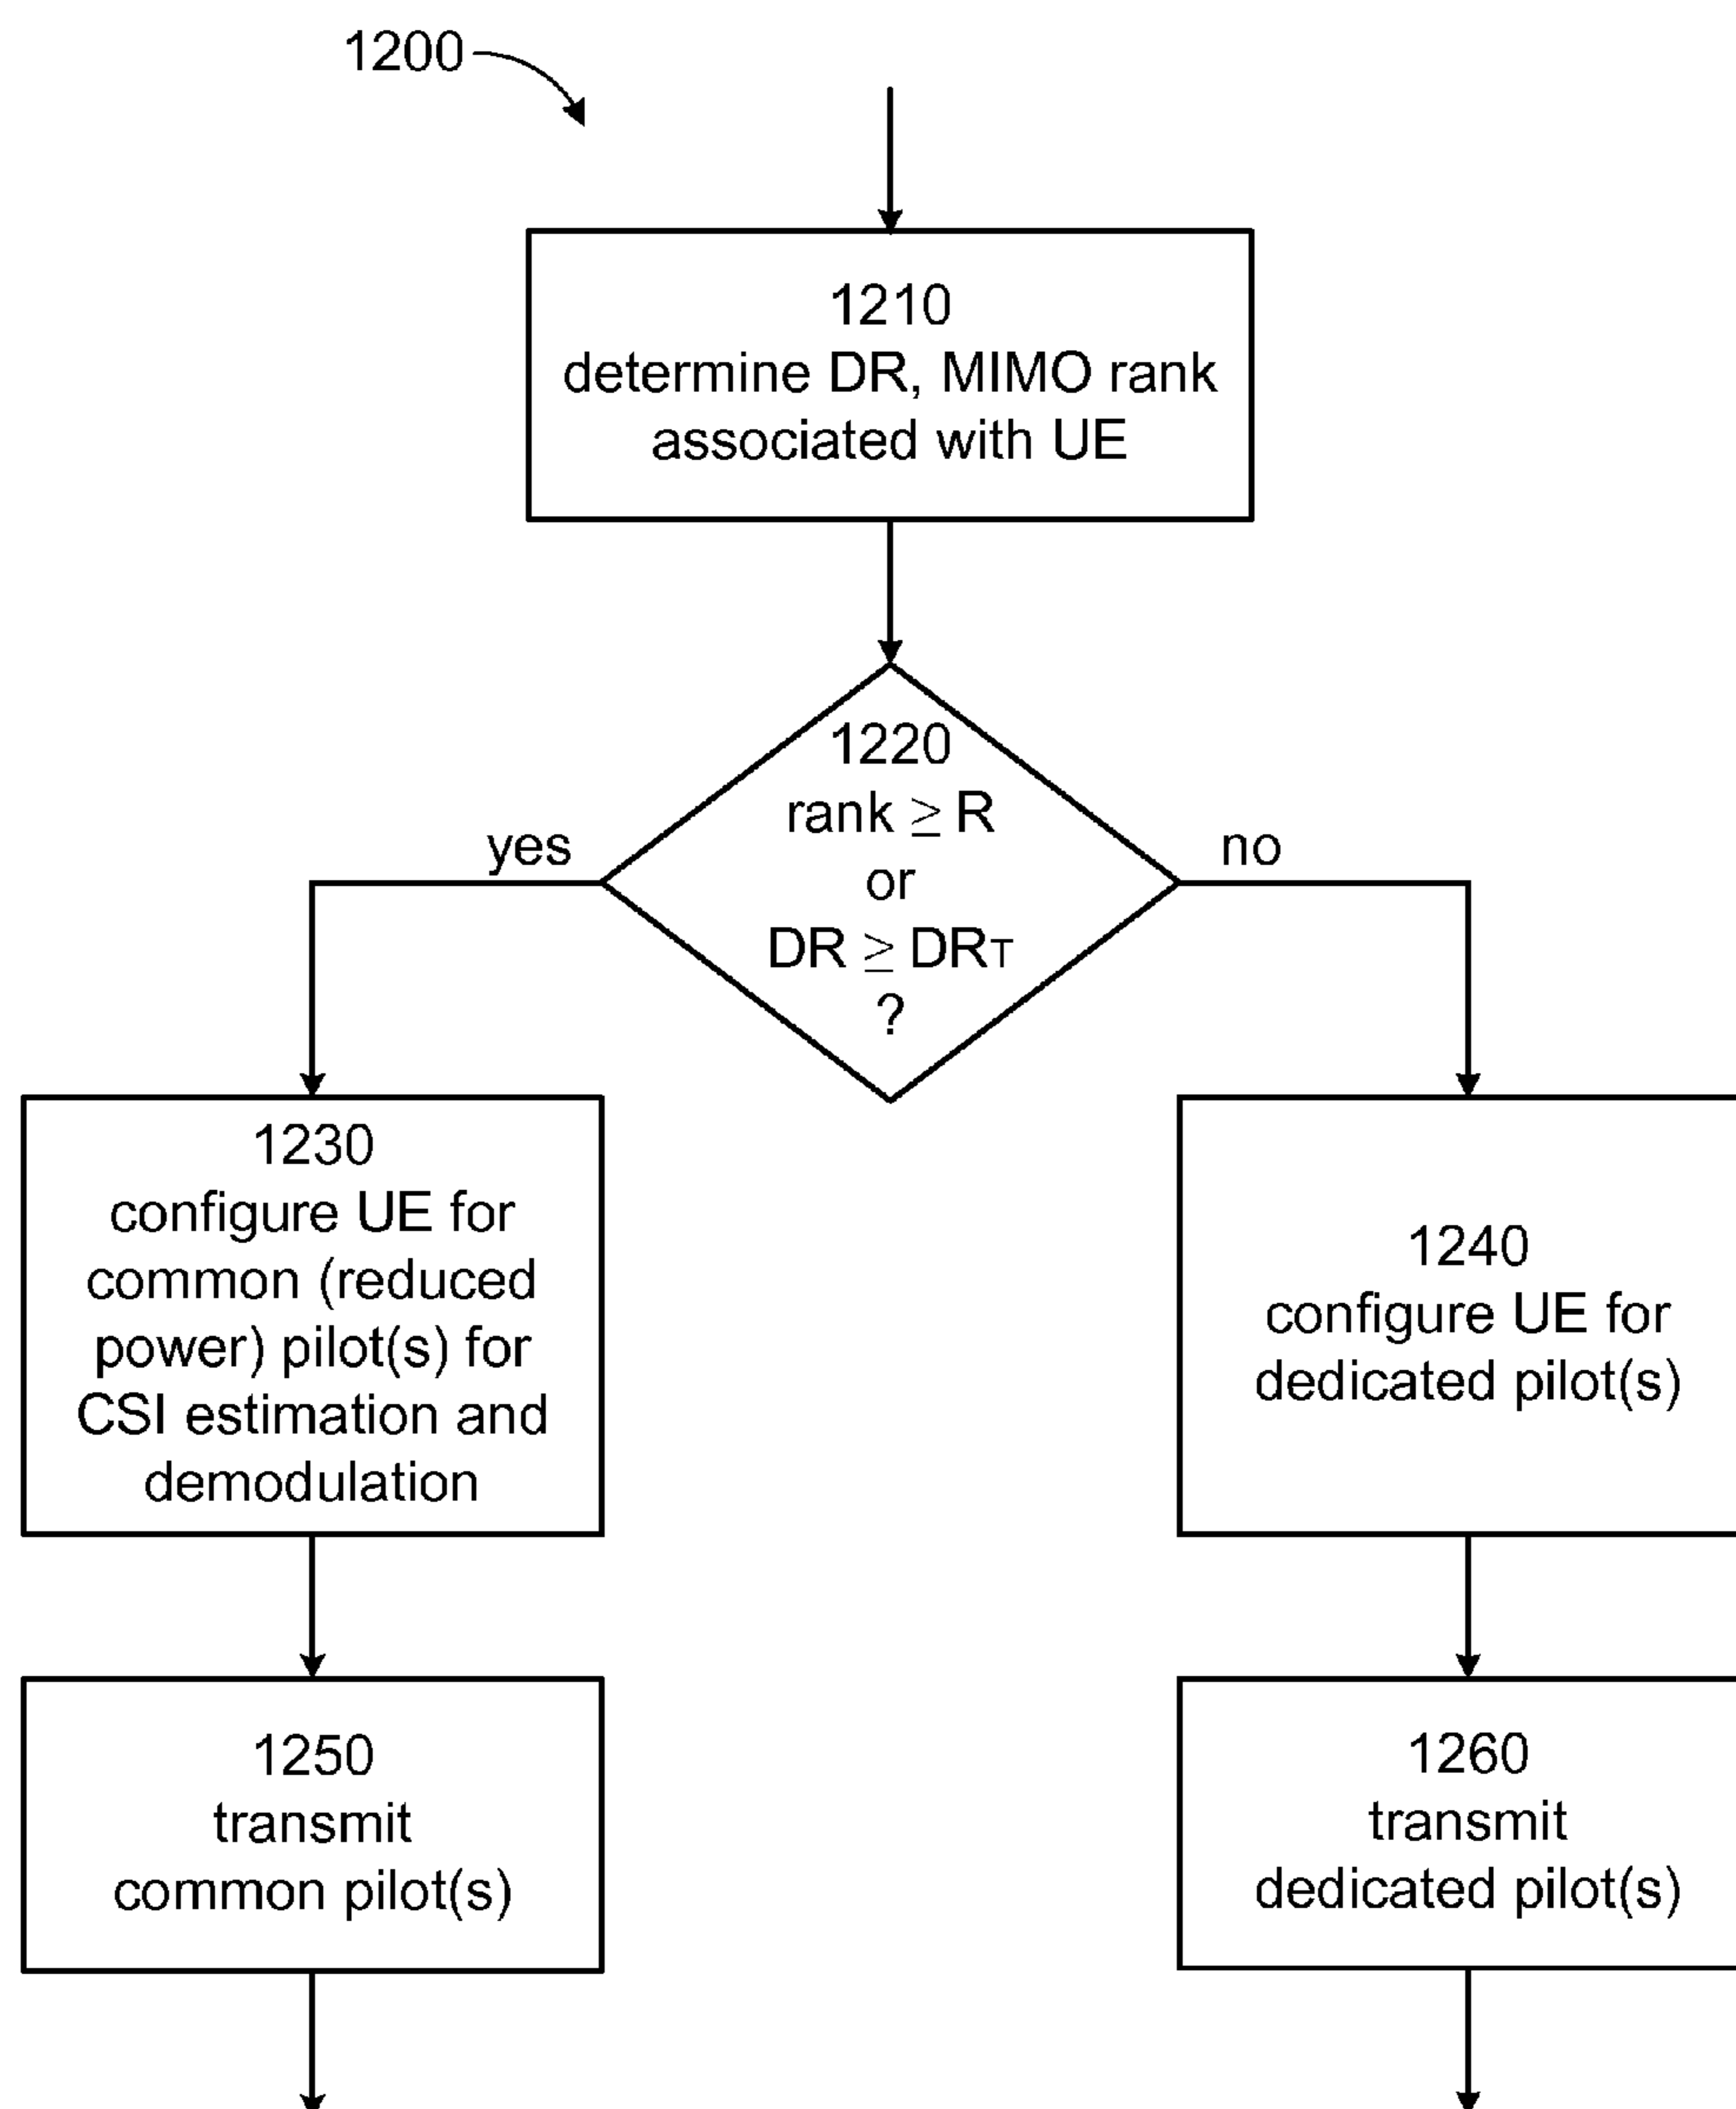 1200
1210
determine DR, MIMO rank
associated with UE
1220
rank ≥ R
or
DR ≥ DRT
?
yes
no
1230
configure UE for
common (reduced
power) pilot(s) for
CSI estimation and
demodulation
1240
configure UE for
dedicated pilot(s)
1250
transmit
common pilot(s)
1260
transmit
dedicated pilot(s)